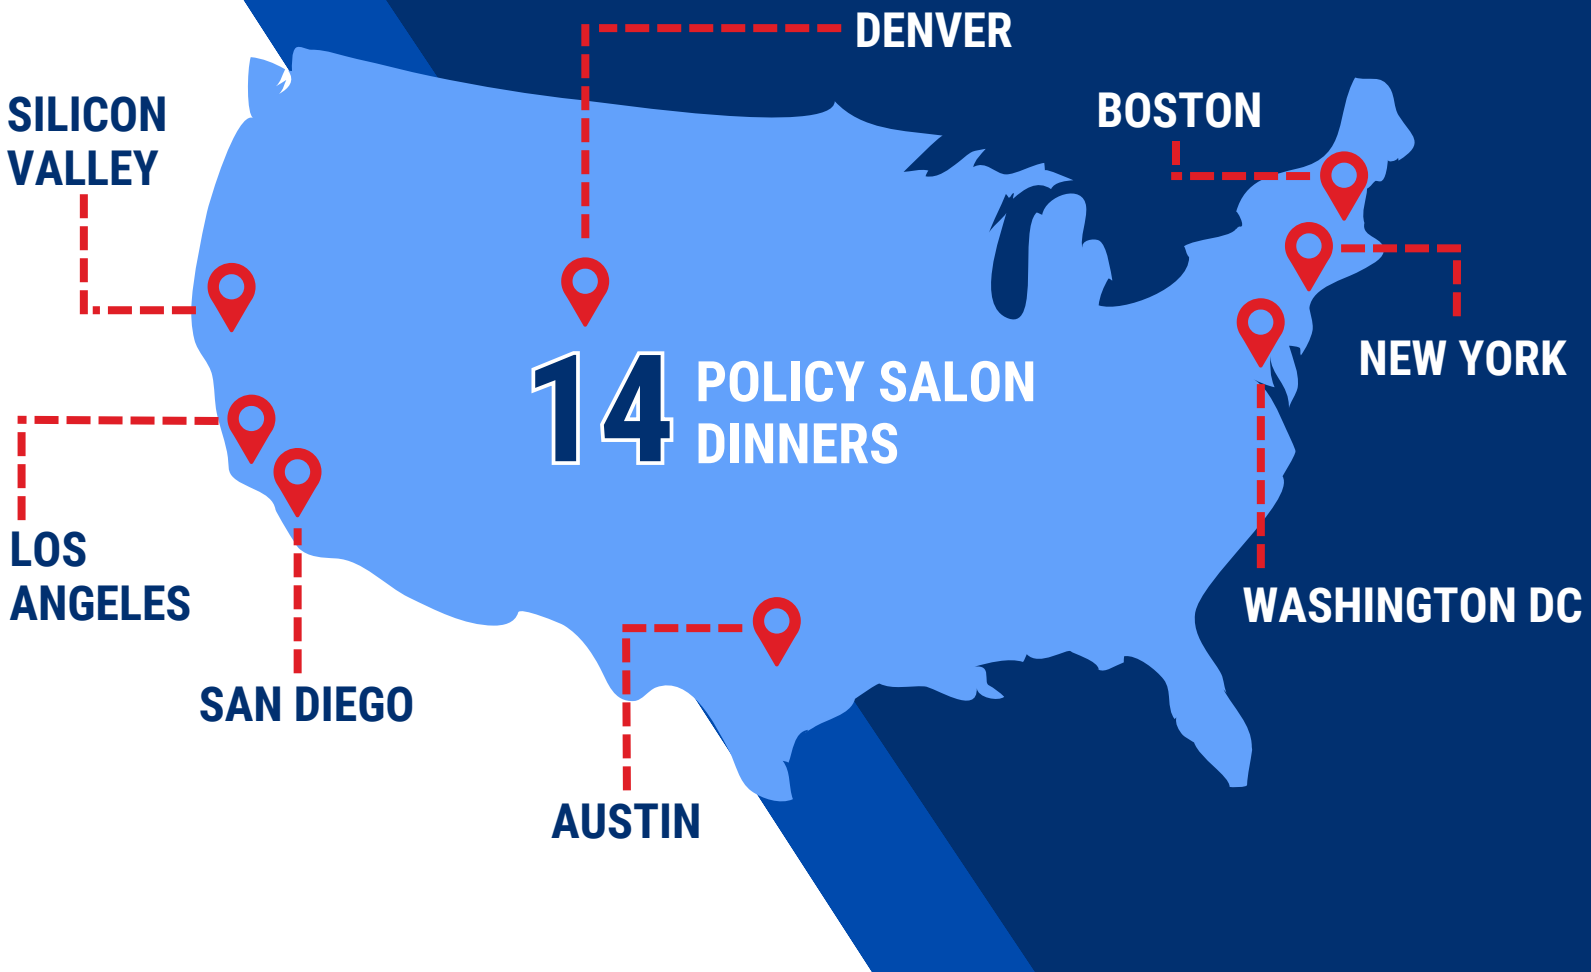 DENVER
SILICON
VALLEY
BOSTON
NEW YORK
14 POLICY SALON
DINNERS
LOS
ANGELES
WASHINGTON DC
SAN DIEGO
AUSTIN